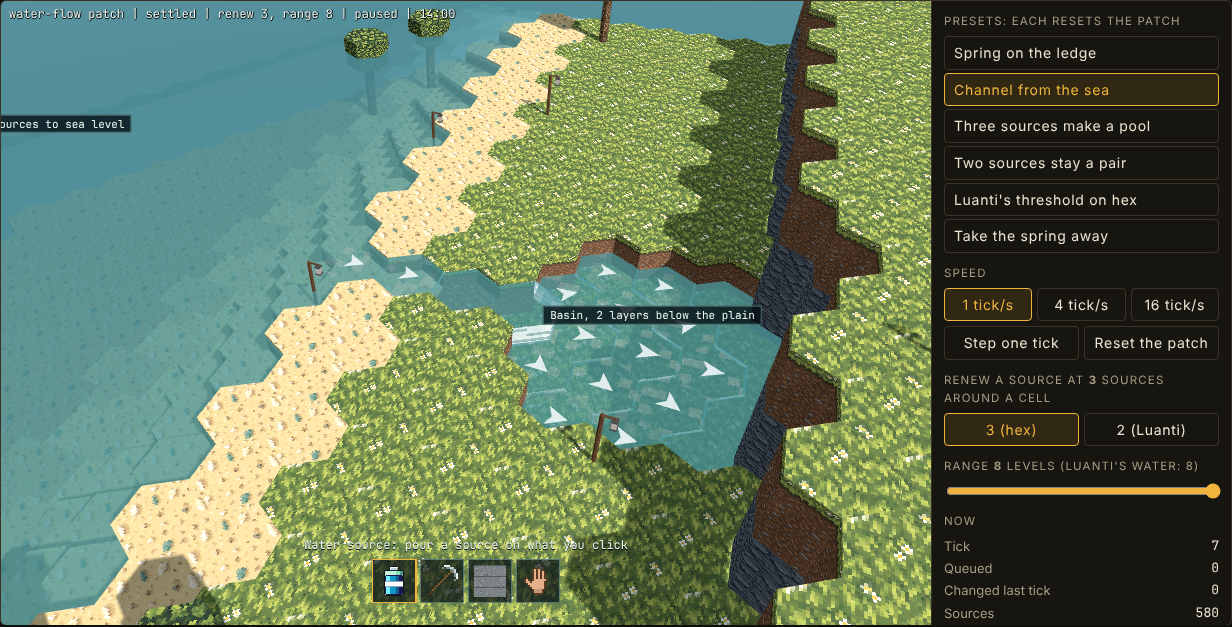 water-flow patch | settled | renew 3, range 8 | paused | 14:00
ources to sea level
Basin, 2 layers below the plain
Water source: pour a source on what you click
PRESETS: EACH RESETS THE PATCH
Spring on the ledge
Channel from the sea
Three sources make a pool
Two sources stay a pair
Luanti's threshold on hex
Take the spring away
SPEED
1 tick/s 4 tick/s 16 tick/s
Step one tick Reset the patch
RENEW A SOURCE AT 3 SOURCES
AROUND A CELL
3 (hex) 2 (Luanti)
RANGE 8 LEVELS (LUANTI'S WATER: 8)
NOW
Tick 7
Queued 0
Changed last tick 0
Sources 580